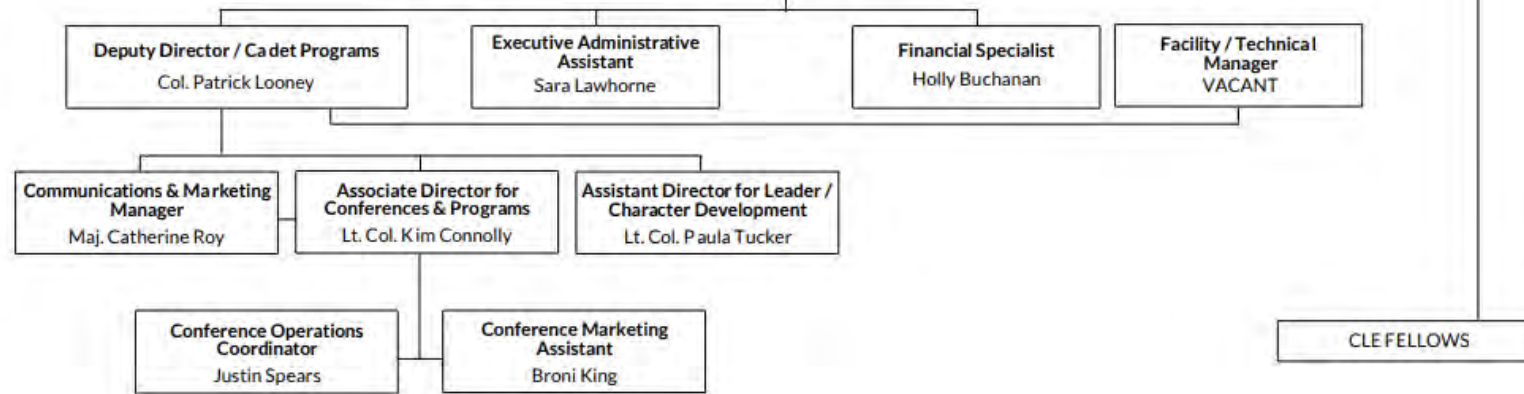 Deputy Director / Cadet Programs
Col. Patrick Looney
Executive Administrative
Assistant
Sara Lawhorne
Financial Specialist
Holly Buchanan
Facility / Technical
Manager
VACANT
Communications & Marketing
Manager
Maj. Catherine Roy
Associate Director for
Conferences & Programs
Lt. Col. Kim Connolly
Assistant Director for Leader /
Character Development
Lt. Col. Paula Tucker
Conference Operations
Coordinator
Justin Spears
Conference Marketing
Assistant
Broni King
CLE FELLOWS